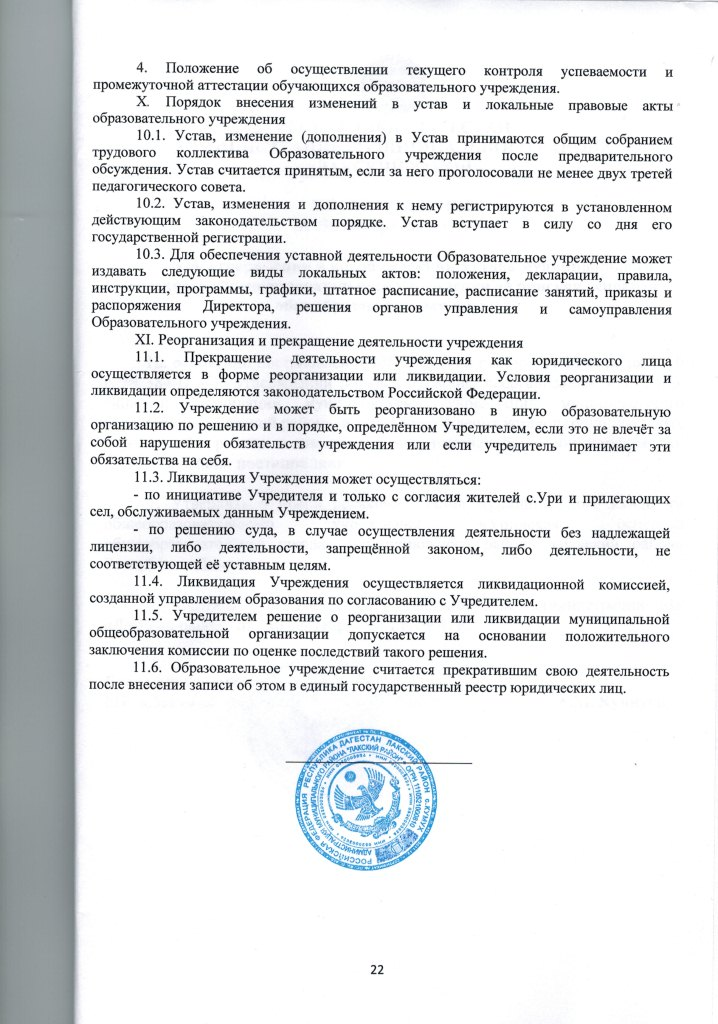 4. Положение об осуществлении текущего контроля успеваемости и
промежуточной аттестации обучающихся образовательного учреждения.
X. Порядок внесения изменений в устав и локальные правовые акты
образовательного учреждения
10.1. Устав, изменение (дополнения) в Устав принимаются общим собранием
трудового коллектива Образовательного учреждения после предварительного
обсуждения. Устав считается принятым, если за него проголосовали не менее двух третей
педагогического совета.
10.2. Устав, изменения и дополнения к нему регистрируются в установленном
действующим законодательством порядке. Устав вступает в силу со дня его
государственной регистрации.
10.3. Для обеспечения уставной деятельности Образовательное учреждение может
издавать следующие виды локальных актов: положения, декларации, правила,
инструкции, программы, графики, штатное расписание, расписание занятий, приказы и
распоряжения Директора, решения органов управления и самоуправления
Образовательного учреждения.
XI. Реорганизация и прекращение деятельности учреждения
11.1. Прекращение деятельности учреждения как юридического лица
осуществляется в форме реорганизации или ликвидации. Условия реорганизации и
ликвидации определяются законодательством Российской Федерации.
11.2. Учреждение может быть реорганизовано в иную образовательную
организацию по решению и в порядке, определённом Учредителем, если это не влечёт за
собой нарушения обязательств учреждения или если учредитель принимает эти
обязательства на себя.
11.3. Ликвидация Учреждения может осуществляться:
- по инициативе Учредителя и только с согласия жителей с.Ури и прилегающих
сел, обслуживаемых данным Учреждением.
- по решению суда, в случае осуществления деятельности без надлежащей
лицензии, либо деятельности, запрещённой законом, либо деятельности, не
соответствующей её уставным целям.
11.4. Ликвидация Учреждения осуществляется ликвидационной комиссией,
созданной управлением образования по согласованию с Учредителем.
11.5. Учредителем решение о реорганизации или ликвидации муниципальной
общеобразовательной организации допускается на основании положительного
заключения комиссии по оценке последствий такого решения.
11.6. Образовательное учреждение считается прекратившим свою деятельность
после внесения записи об этом в единый государственный реестр юридических лиц.
РОССИЙСКАЯ ФЕДЕРАЦИЯ РЕСПУБЛИКА ДАГЕСТАН ЛАКСКИЙ РАЙОН с.КУМУХ
АДМИНИСТРАЦИЯ МУНИЦИПАЛЬНОГО РАЙОНА "ЛАКСКИЙ РАЙОН" ОГРН
22